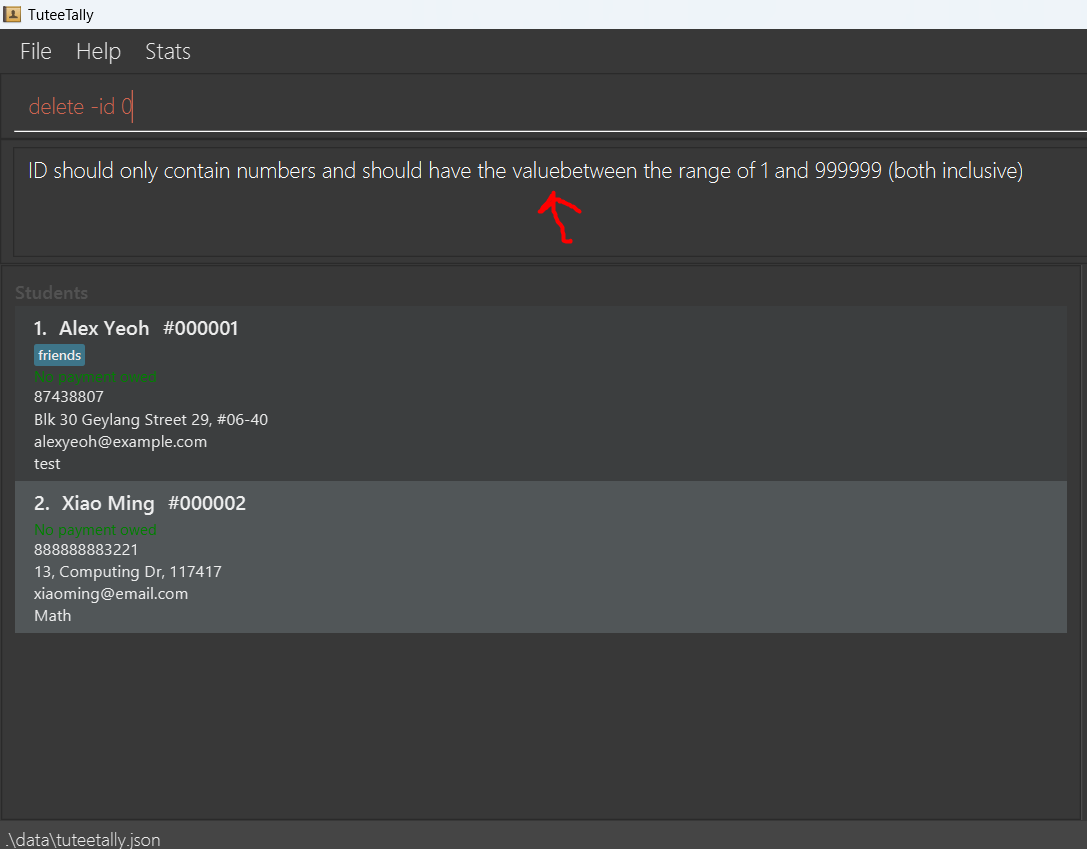 TuteeTally
File Help Stats
delete -id 0
ID should only contain numbers and should have the valuebetween the range of 1 and 999999 (both inclusive)
Students
1. Alex Yeoh #000001
friends
No payment owed
87438807
Blk 30 Geylang Street 29, #06-40
alexyeoh@example.com
test
2. Xiao Ming #000002
No payment owed
888888883221
13, Computing Dr, 117417
xiaoming@email.com
Math
.\data\tuteetally.json